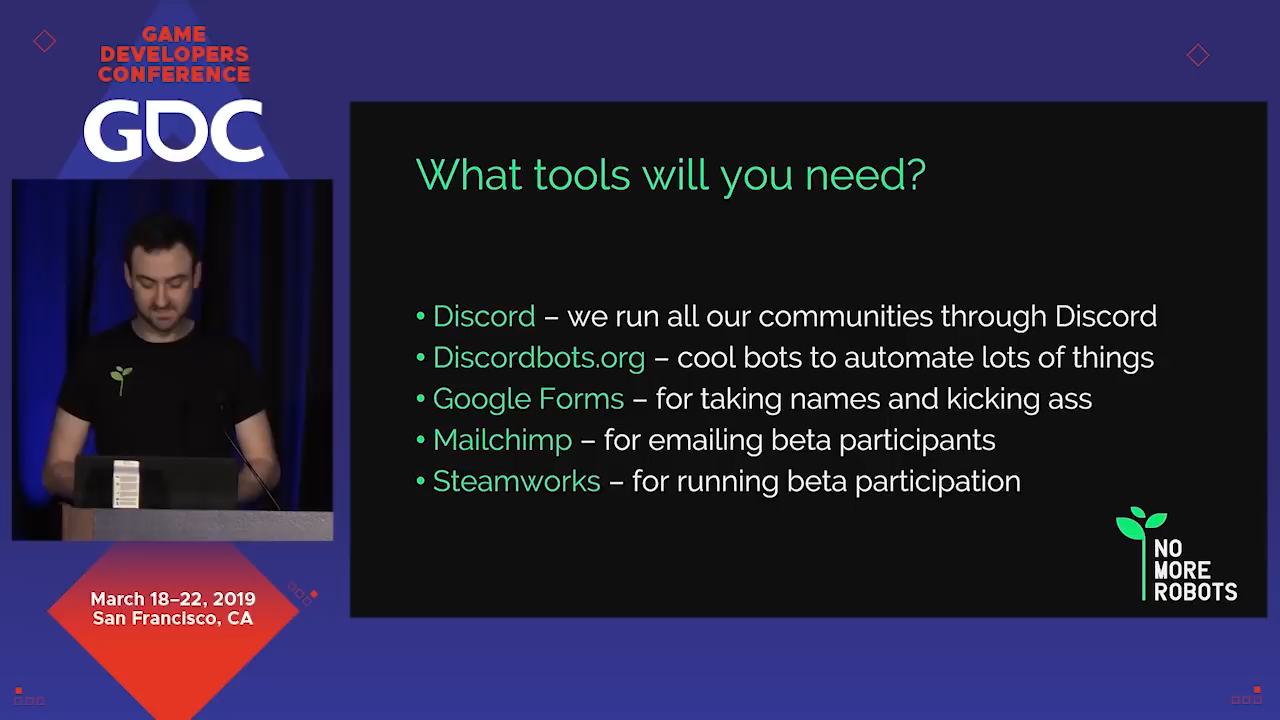 GAME
DEVELOPERS
CONFERENCE
GDC
What tools will you need?
• Discord – we run all our communities through Discord
• Discordbots.org – cool bots to automate lots of things
• Google Forms – for taking names and kicking ass
• Mailchimp – for emailing beta participants
• Steamworks – for running beta participation
NO
MORE
ROBOTS
March 18–22, 2019
San Francisco, CA